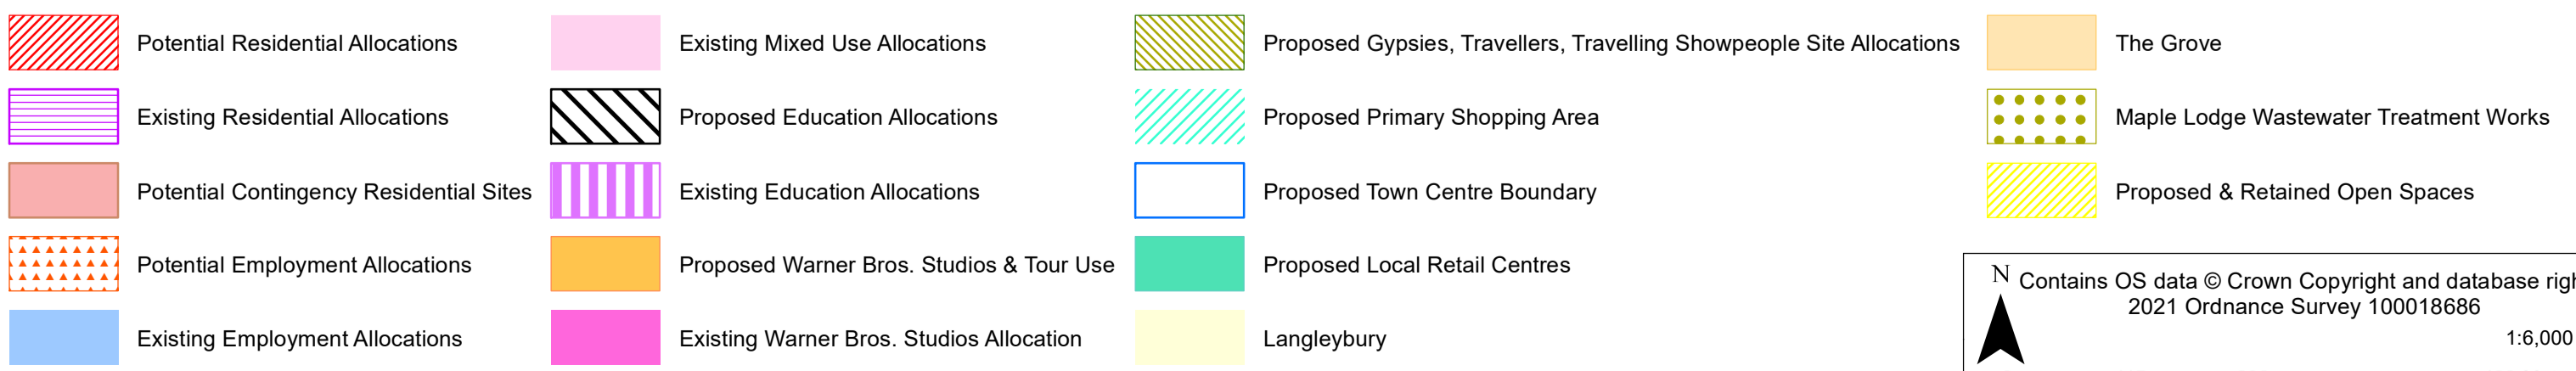 Potential Residential Allocations
Existing Residential Allocations
Potential Contingency Residential Sites
Potential Employment Allocations
Existing Employment Allocations
Existing Mixed Use Allocations
Proposed Education Allocations
Existing Education Allocations
Proposed Warner Bros. Studios & Tour Use
Existing Warner Bros. Studios Allocation
Proposed Gypsies, Travellers, Travelling Showpeople Site Allocations
Proposed Primary Shopping Area
Proposed Town Centre Boundary
Proposed Local Retail Centres
Langleybury
The Grove
Maple Lodge Wastewater Treatment Works
Proposed & Retained Open Spaces
N
Contains OS data © Crown Copyright and database
2021 Ordnance Survey 100018686
1:6,000